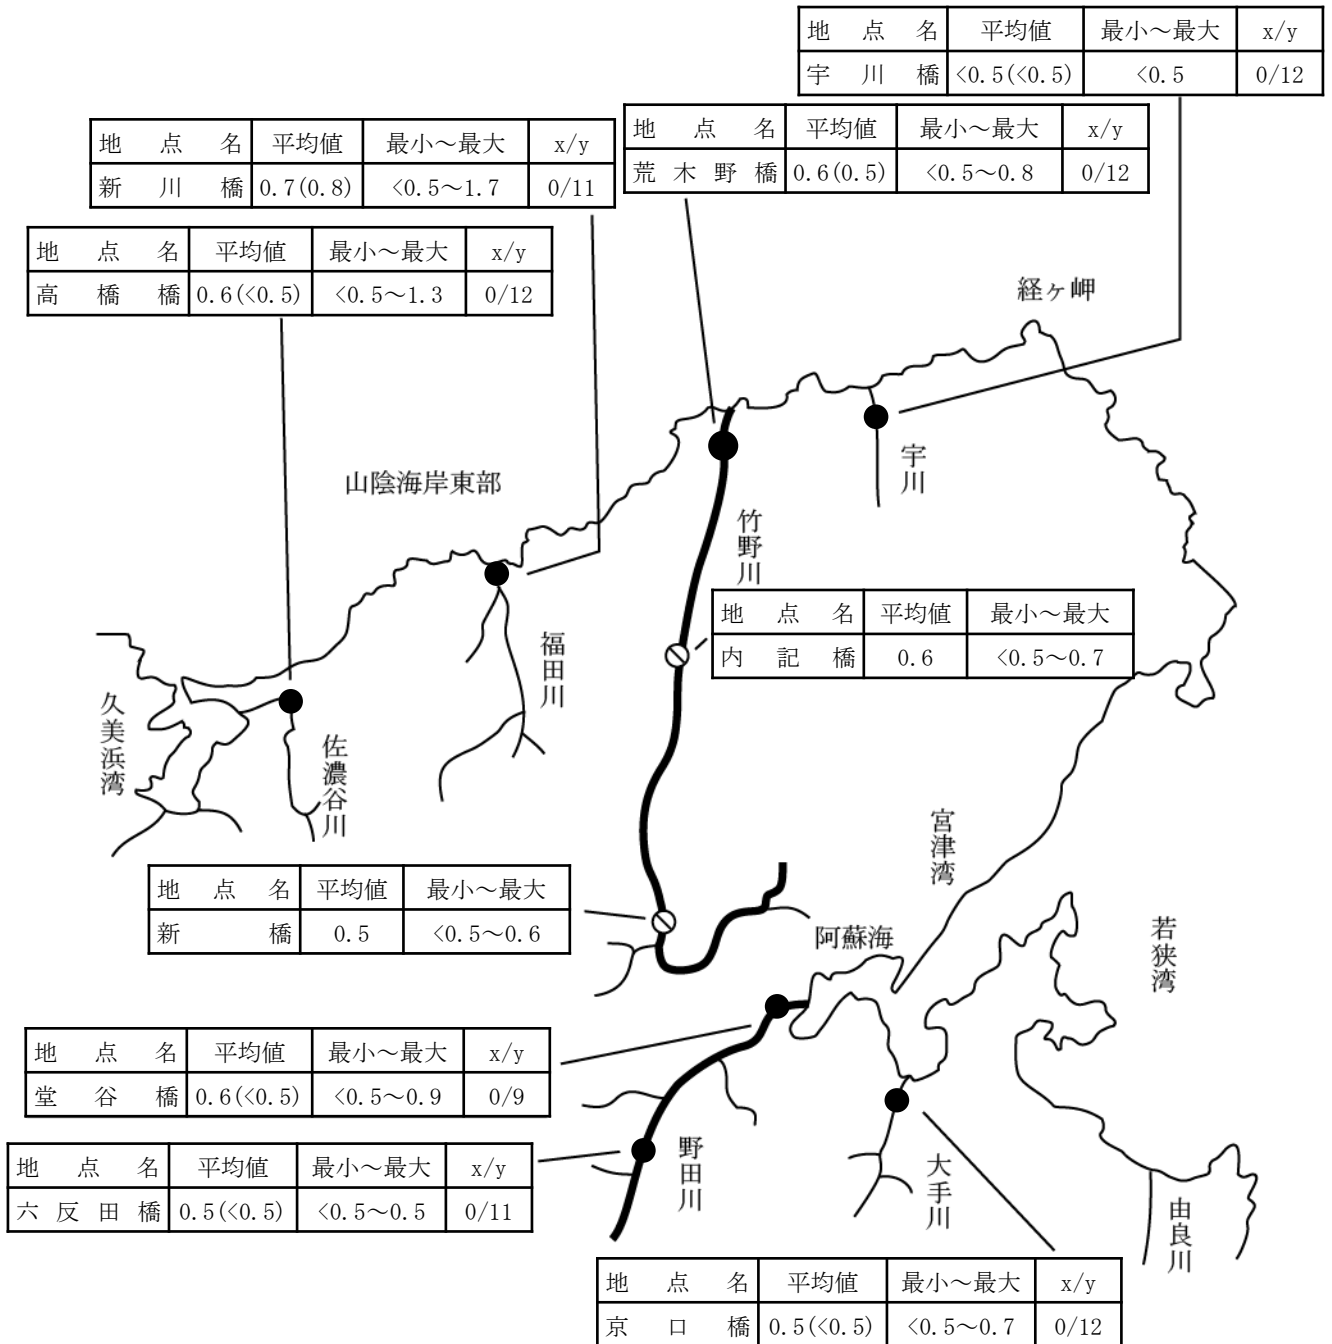 地点名 平均値 最小～最大 x/y
宇川橋 <0.5(<0.5) <0.5 0/12
地点名 平均値 最小～最大 x/y
荒木野橋 0.6(0.5) <0.5～0.8 0/12
地点名 平均値 最小～最大 x/y
新川橋 0.7(0.8) <0.5～1.7 0/11
地点名 平均値 最小～最大 x/y
高橋橋 0.6(<0.5) <0.5～1.3 0/12
経ヶ岬
山陰海岸東部
宇川
竹野川
地点名 平均値 最小～最大
内記橋 0.6 <0.5～0.7
福田川
久美浜湾
佐濃谷川
宮津湾
地点名 平均値 最小～最大
新橋 0.5 <0.5～0.6
阿蘇海
若狭湾
地点名 平均値 最小～最大 x/y
堂谷橋 0.6(<0.5) <0.5～0.9 0/9
地点名 平均値 最小～最大 x/y
六反田橋 0.5(<0.5) <0.5～0.5 0/11
野田川
大手川
由良川
地点名 平均値 最小～最大 x/y
京口橋 0.5(<0.5) <0.5～0.7 0/12